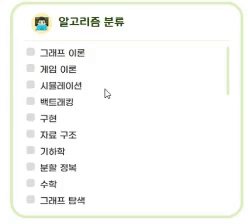 알고리즘 분류
그래프 이론
게임 이론
시뮬레이션
백트래킹
구현
자료 구조
기하학
분할 정복
수학
그래프 탐색